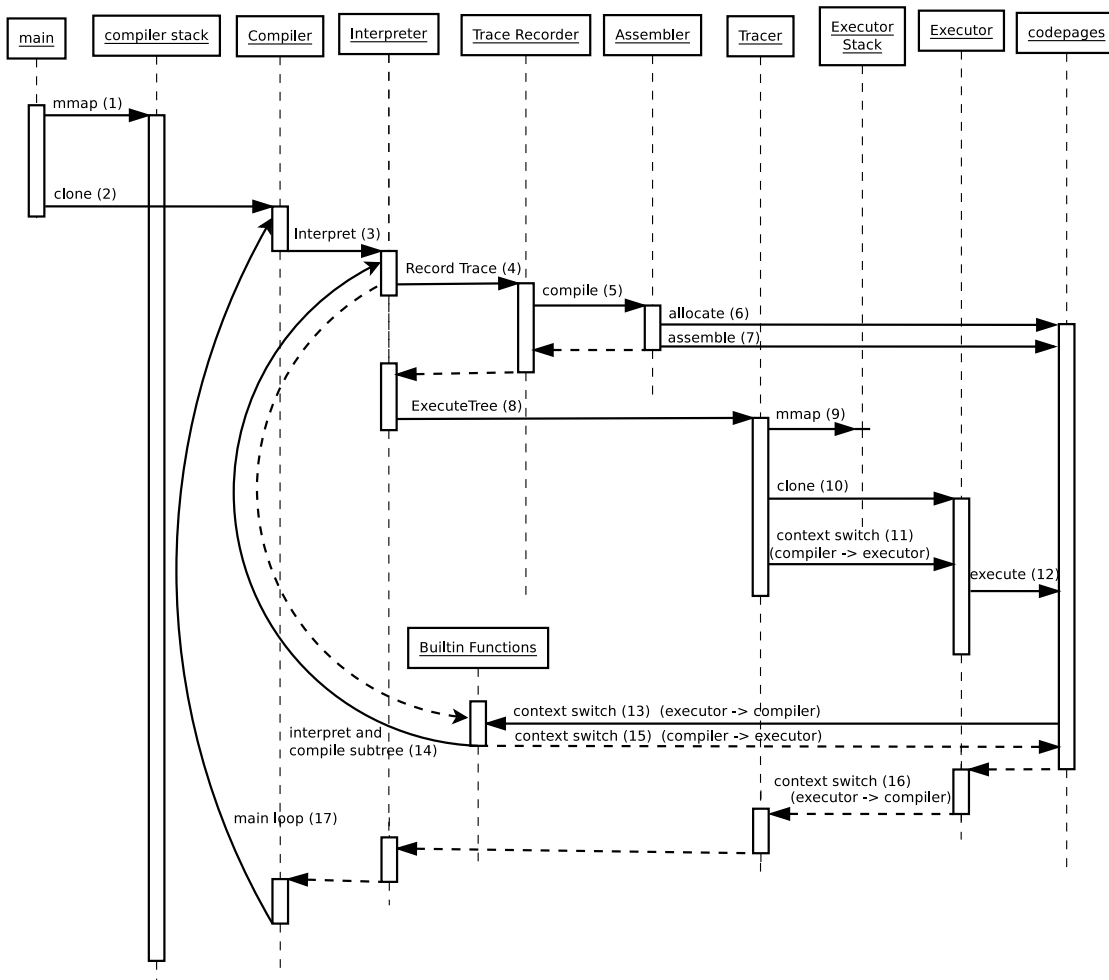 main
compiler stack
Compiler
Interpreter
Trace Recorder
Assembler
Tracer
Executor
Stack
Executor
codepages
mmap (1)
clone (2)
Interpret (3)
Record Trace (4)
compile (5)
allocate (6)
assemble (7)
ExecuteTree (8)
mmap (9)
clone (10)
context switch (11)
(compiler -> executor)
execute (12)
Builtin Functions
context switch (13) (executor -> compiler)
interpret and
compile subtree (14)
context switch (15) (compiler -> executor)
context switch (16)
(executor -> compiler)
main loop (17)